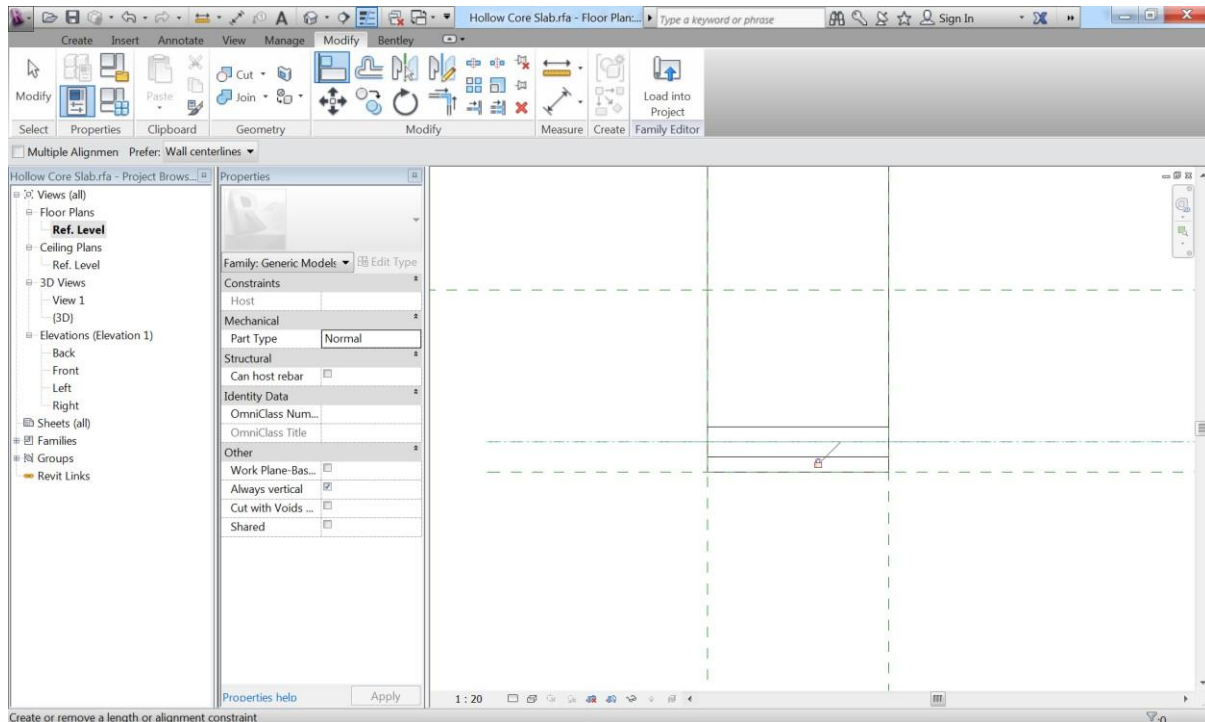 Hollow Core Slab.rfa - Floor Plan:...
Type a keyword or phrase
Sign In
Create Insert Annotate View Manage Modify Bentley
Modify
Paste
Cut
Join
Load into
Project
Select Properties Clipboard Geometry Modify Measure Create Family Editor
Multiple Alignmen Prefer: Wall centerlines
Hollow Core Slab.rfa - Project Brows...
Views (all)
Floor Plans
Ref. Level
Ceiling Plans
Ref. Level
3D Views
View 1
{3D}
Elevations (Elevation 1)
Back
Front
Left
Right
Sheets (all)
Families
Groups
Revit Links
Properties
Family: Generic Models Edit Type
Constraints
Host
Mechanical
Part Type Normal
Structural
Can host rebar
Identity Data
OmniClass Num...
OmniClass Title
Other
Work Plane-Bas...
Always vertical
Cut with Voids ...
Shared
Properties help Apply
1 : 20
Create or remove a length or alignment constraint
:0